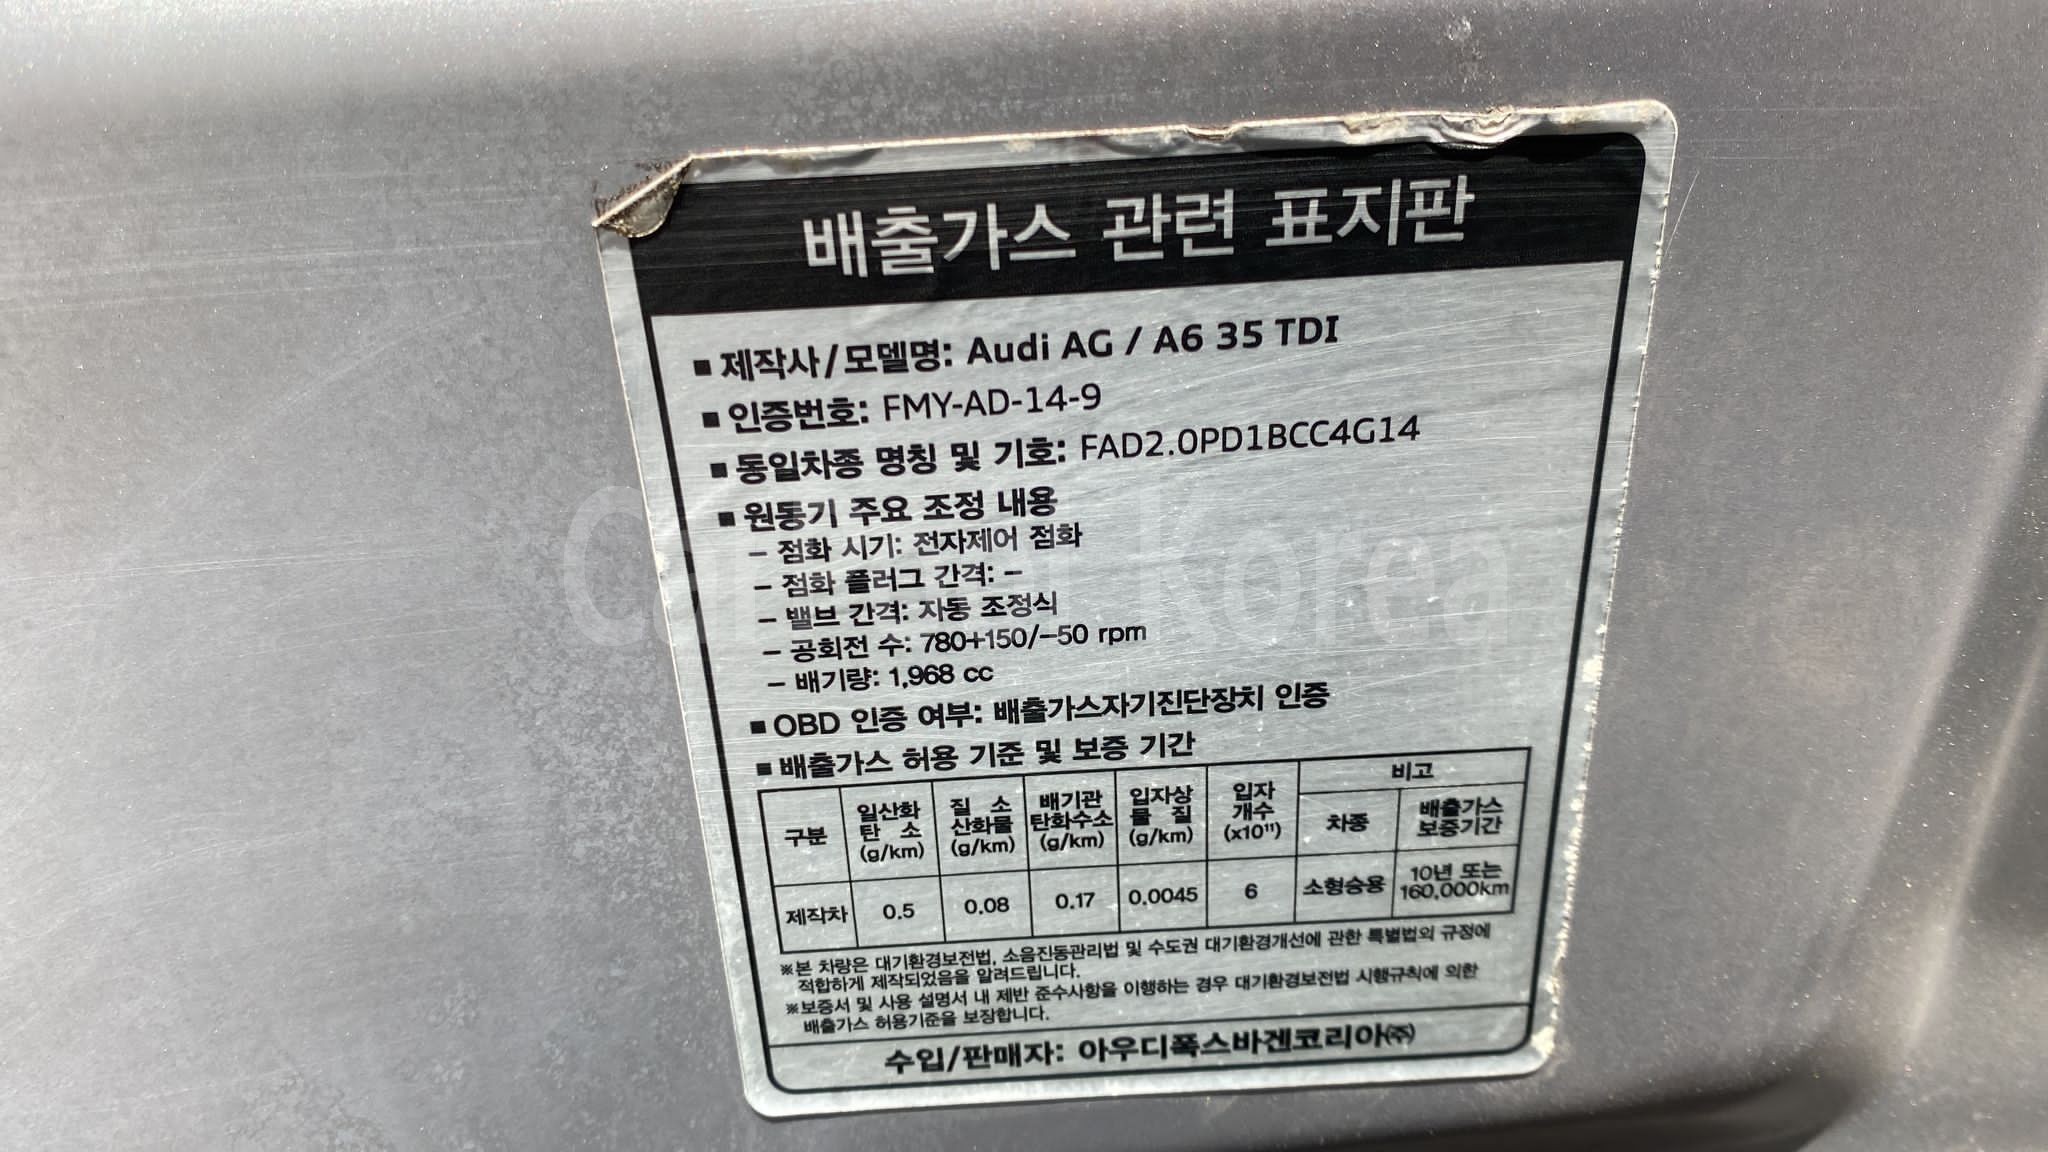 배출가스 관련 표지판
■ 제작사/모델명: Audi AG / A6 35 TDI
■ 인증번호: FMY-AD-14-9
■ 동일차종 명칭 및 기호: FAD2.0PD1BCC4G14
■ 원동기 주요 조정 내용
– 점화 시기: 전자제어 점화
– 점화 플러그 간격: –
– 밸브 간격: 자동 조정식
– 공회전 수: 780+150/–50 rpm
– 배기량: 1,968 cc
■ OBD 인증 여부: 배출가스자기진단장치 인증
■ 배출가스 허용 기준 및 보증 기간
구분 일산화탄소 (g/km) 질소산화물 (g/km) 배기관탄화수소 (g/km) 입자상물질 (g/km) 입자개수 (x10¹¹) 비고
차종 배출가스보증기간
제작차 0.5 0.08 0.17 0.0045 6 소형승용 10년 또는 160,000km
※본 차량은 대기환경보전법, 소음진동관리법 및 수도권 대기환경개선에 관한 특별법의 규정에
적합하게 제작되었음을 알려드립니다.
※보증서 및 사용 설명서 내 제반 준수사항을 이행하는 경우 대기환경보전법 시행규칙에 의한
배출가스 허용기준을 보장합니다.
수입/판매자: 아우디폭스바겐코리아㈜
korea